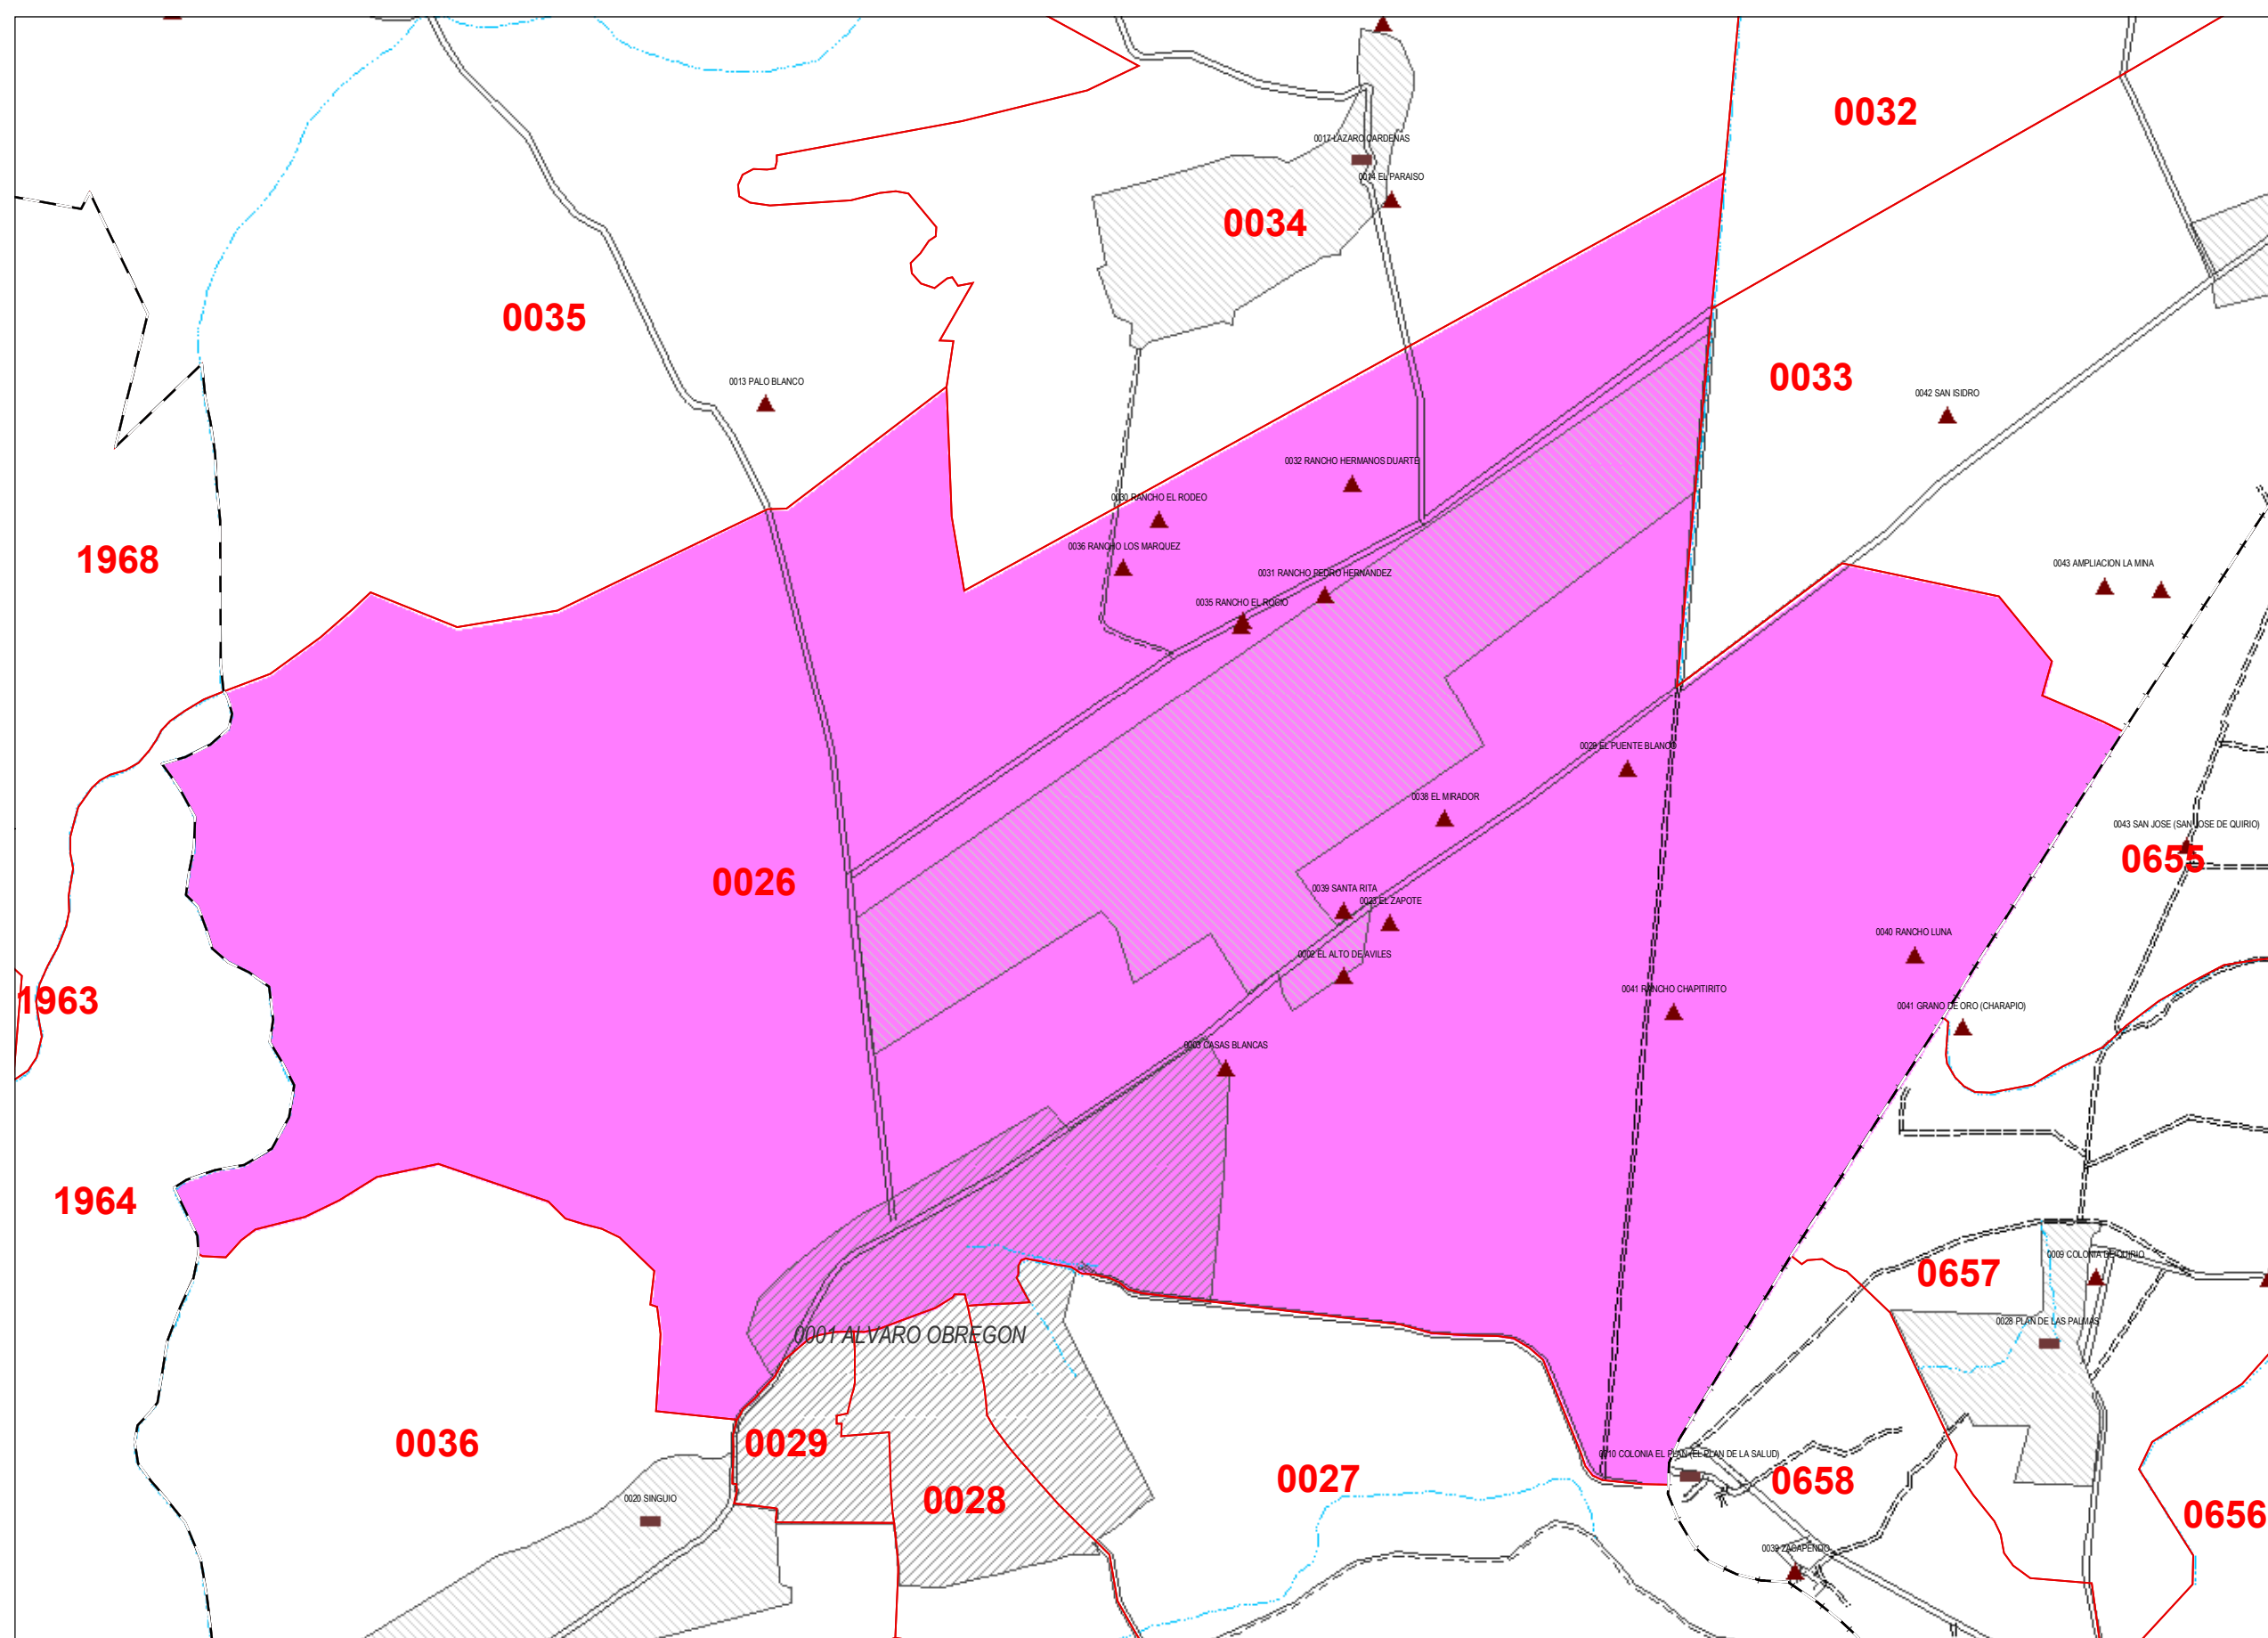 0032
0017 LAZARO CARDENAS
0014 EL PARAISO
0034
0035
0033
0013 PALO BLANCO
0042 SAN ISIDRO
0032 RANCHO HERMANOS DUARTE
0030 RANCHO EL RODEO
0036 RANCHO LOS MARQUEZ
1968
0043 AMPLIACION LA MINA
0031 RANCHO PEDRO HERNANDEZ
0035 RANCHO EL ROCIO
0029 EL PUENTE BLANCO
0038 EL MIRADOR
0043 SAN JOSE (SAN JOSE DE QUIRIO)
0655
0026
0039 SANTA RITA
0023 EL ZAPOTE
0040 RANCHO LUNA
0002 EL ALTO DE AVILES
0041 RANCHO CHAPITIRITO
1963
0041 GRANO DE ORO (CHARAPIO)
0003 CASAS BLANCAS
1964
0009 COLONIA DE QUIRIO
0657
0028 PLAN DE LAS PALMAS
0001 ALVARO OBREGON
0036
0029
0010 COLONIA EL PLAN (EL PLAN DE LA SALUD)
0027
0658
0020 SINGUIO
0028
0656
0039 ZACAPENDO